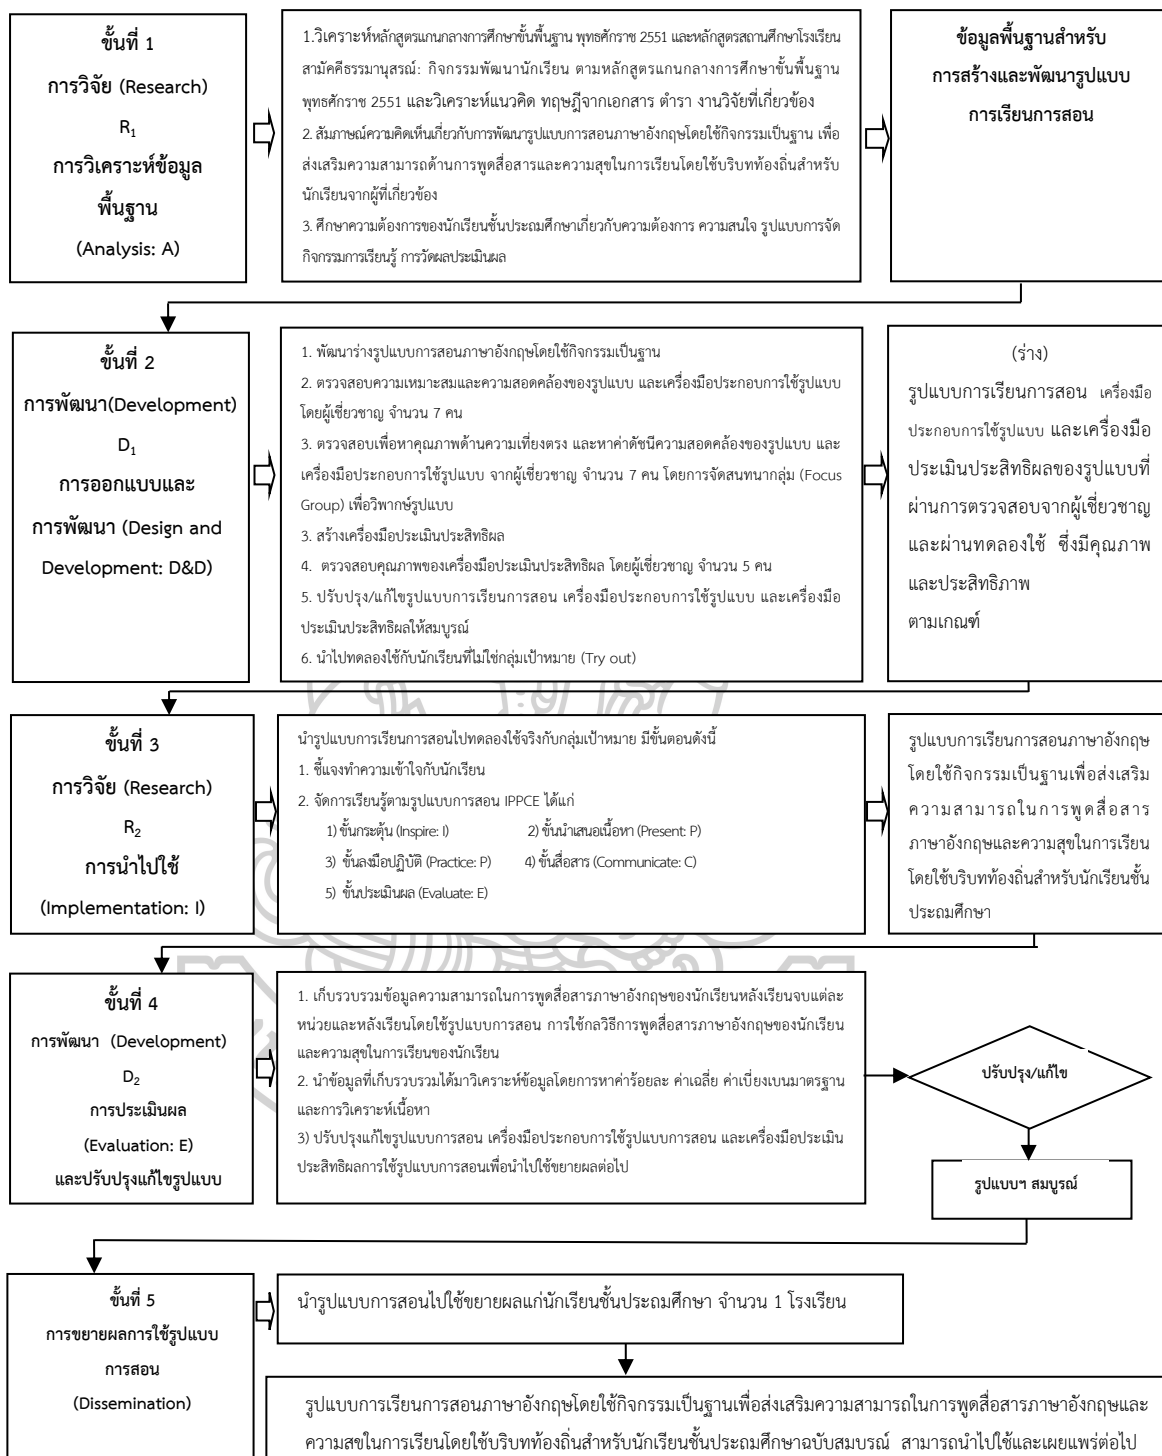 ขั้นที่ 1
การวิจัย (Research)
R1
การวิเคราะห์ข้อมูล
พื้นฐาน
(Analysis: A)
1.วิเคราะห์หลักสูตรแกนกลางการศึกษาขั้นพื้นฐาน พุทธศักราช 2551 และหลักสูตรสถานศึกษาโรงเรียน
สามัคคีธรรมานุสรณ์: กิจกรรมพัฒนานักเรียน ตามหลักสูตรแกนกลางการศึกษาขั้นพื้นฐาน
พุทธศักราช 2551 และวิเคราะห์แนวคิด ทฤษฎีจากเอกสาร ตำรา งานวิจัยที่เกี่ยวข้อง
2. สัมภาษณ์ความคิดเห็นเกี่ยวกับการพัฒนารูปแบบการสอนภาษาอังกฤษโดยใช้กิจกรรมเป็นฐาน เพื่อ
ส่งเสริมความสามารถด้านการพูดสื่อสารและความสุขในการเรียนโดยใช้บริบทท้องถิ่นสำหรับ
นักเรียนจากผู้ที่เกี่ยวข้อง
3. ศึกษาความต้องการของนักเรียนชั้นประถมศึกษาเกี่ยวกับความต้องการ ความสนใจ รูปแบบการจัด
กิจกรรมการเรียนรู้ การวัดผลประเมินผล
ข้อมูลพื้นฐานสำหรับ
การสร้างและพัฒนารูปแบบ
การเรียนการสอน
ขั้นที่ 2
การพัฒนา(Development)
D1
การออกแบบและ
การพัฒนา (Design and
Development: D&D)
1. พัฒนาร่างรูปแบบการสอนภาษาอังกฤษโดยใช้กิจกรรมเป็นฐาน
2. ตรวจสอบความเหมาะสมและความสอดคล้องของรูปแบบ และเครื่องมือประกอบการใช้รูปแบบ
โดยผู้เชี่ยวชาญ จำนวน 7 คน
3. ตรวจสอบเพื่อหาคุณภาพด้านความเที่ยงตรง และหาค่าดัชนีความสอดคล้องของรูปแบบ และ
เครื่องมือประกอบการใช้รูปแบบ จากผู้เชี่ยวชาญ จำนวน 7 คน โดยการจัดสนทนากลุ่ม (Focus
Group) เพื่อวิพากษ์รูปแบบ
3. สร้างเครื่องมือประเมินประสิทธิผล
4. ตรวจสอบคุณภาพของเครื่องมือประเมินประสิทธิผล โดยผู้เชี่ยวชาญ จำนวน 5 คน
5. ปรับปรุง/แก้ไขรูปแบบการเรียนการสอน เครื่องมือประกอบการใช้รูปแบบ และเครื่องมือ
ประเมินประสิทธิผลให้สมบูรณ์
6. นำไปทดลองใช้กับนักเรียนที่ไม่ใช่กลุ่มเป้าหมาย (Try out)
(ร่าง)
รูปแบบการเรียนการสอน เครื่องมือ
ประกอบการใช้รูปแบบ และเครื่องมือ
ประเมินประสิทธิผลของรูปแบบที่
ผ่านการตรวจสอบจากผู้เชี่ยวชาญ
และผ่านทดลองใช้ ซึ่งมีคุณภาพ
และประสิทธิภาพ
ตามเกณฑ์
ขั้นที่ 3
การวิจัย (Research)
R2
การนำไปใช้
(Implementation: I)
นำรูปแบบการเรียนการสอนไปทดลองใช้จริงกับกลุ่มเป้าหมาย มีขั้นตอนดังนี้
1. ชี้แจงทำความเข้าใจกับนักเรียน
2. จัดการเรียนรู้ตามรูปแบบการสอน IPPCE ได้แก่
1) ขั้นกระตุ้น (Inspire: I) 2) ขั้นนำเสนอเนื้อหา (Present: P)
3) ขั้นลงมือปฏิบัติ (Practice: P) 4) ขั้นสื่อสาร (Communicate: C)
5) ขั้นประเมินผล (Evaluate: E)
รูปแบบการเรียนการสอนภาษาอังกฤษ
โดยใช้กิจกรรมเป็นฐานเพื่อส่งเสริม
ความสามารถในการพูดสื่อสาร
ภาษาอังกฤษและความสุขในการเรียน
โดยใช้บริบทท้องถิ่นสำหรับนักเรียนชั้น
ประถมศึกษา
ขั้นที่ 4
การพัฒนา (Development)
D2
การประเมินผล
(Evaluation: E)
และปรับปรุงแก้ไขรูปแบบ
1. เก็บรวบรวมข้อมูลความสามารถในการพูดสื่อสารภาษาอังกฤษของนักเรียนหลังเรียนจบแต่ละ
หน่วยและหลังเรียนโดยใช้รูปแบบการสอน การใช้กลวิธีการพูดสื่อสารภาษาอังกฤษของนักเรียน
และความสุขในการเรียนของนักเรียน
2. นำข้อมูลที่เก็บรวบรวมได้มาวิเคราะห์ข้อมูลโดยการหาค่าร้อยละ ค่าเฉลี่ย ค่าเบี่ยงเบนมาตรฐาน
และการวิเคราะห์เนื้อหา
3) ปรับปรุงแก้ไขรูปแบบการสอน เครื่องมือประกอบการใช้รูปแบบการสอน และเครื่องมือประเมิน
ประสิทธิผลการใช้รูปแบบการสอนเพื่อนำไปใช้ขยายผลต่อไป
ปรับปรุง/แก้ไข
รูปแบบฯ สมบูรณ์
ขั้นที่ 5
การขยายผลการใช้รูปแบบ
การสอน
(Dissemination)
นำรูปแบบการสอนไปใช้ขยายผลแก่นักเรียนชั้นประถมศึกษา จำนวน 1 โรงเรียน
รูปแบบการเรียนการสอนภาษาอังกฤษโดยใช้กิจกรรมเป็นฐานเพื่อส่งเสริมความสามารถในการพูดสื่อสารภาษาอังกฤษและ
ความสุขในการเรียนโดยใช้บริบทท้องถิ่นสำหรับนักเรียนชั้นประถมศึกษาฉบับสมบูรณ์ สามารถนำไปใช้และเผยแพร่ต่อไป